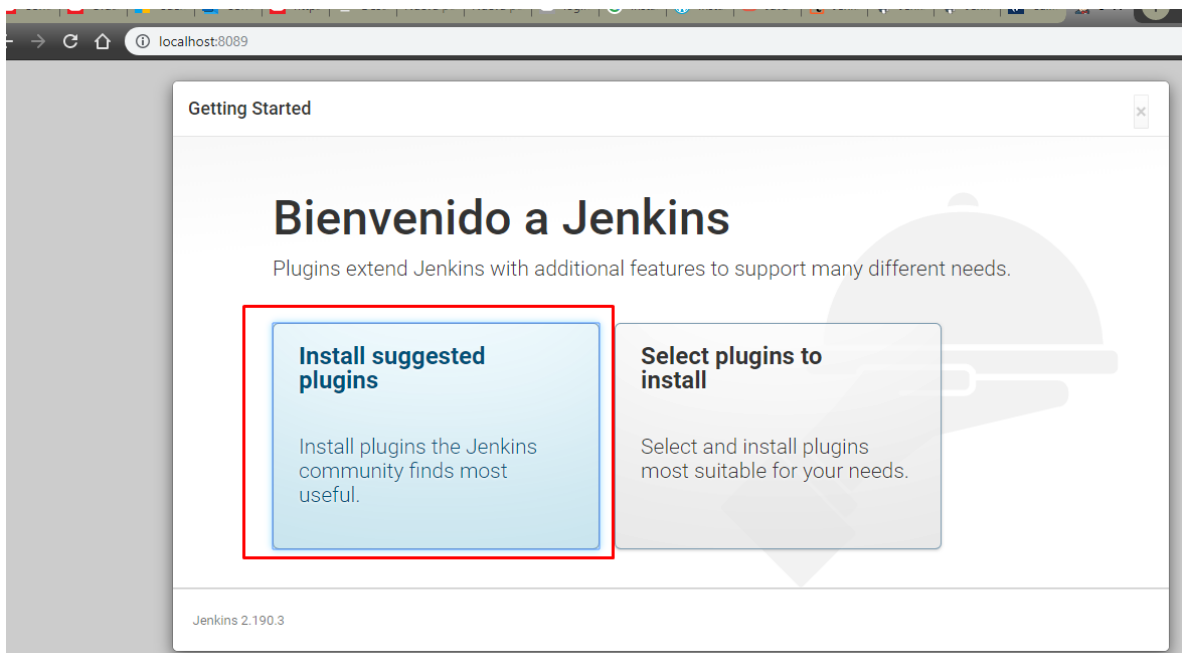 localhost:8089
Getting Started
×
Bienvenido a Jenkins
Plugins extend Jenkins with additional features to support many different needs.
Install suggested
plugins
Install plugins the Jenkins
community finds most
useful.
Select plugins to
install
Select and install plugins
most suitable for your needs.
Jenkins 2.190.3